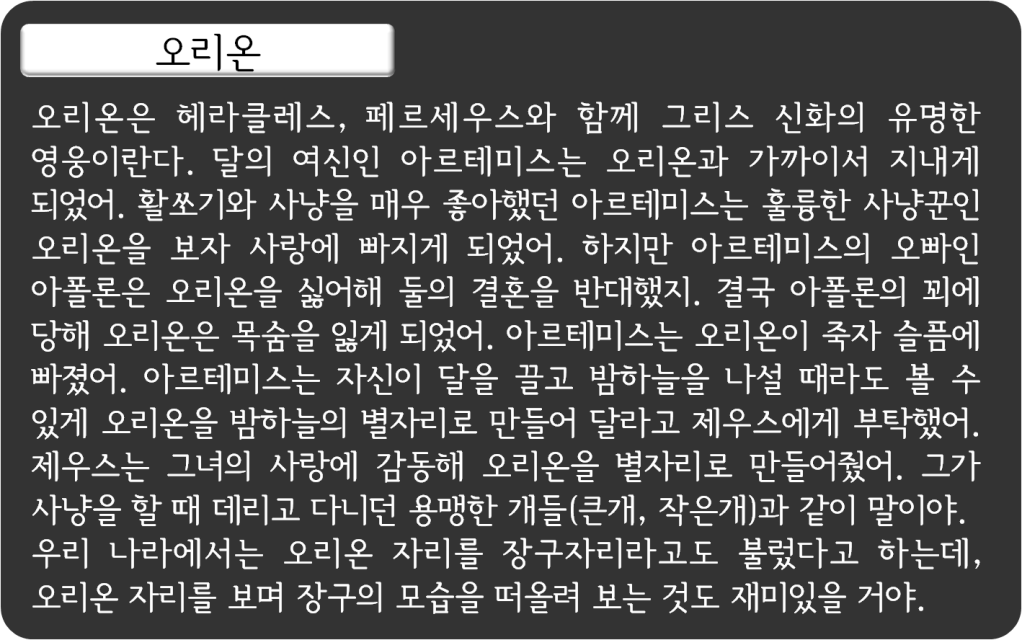 오리온
오리온은 헤라클레스, 페르세우스와 함께 그리스 신화의 유명한
영웅이란다. 달의 여신인 아르테미스는 오리온과 가까이서 지내게
되었어. 활쏘기와 사냥을 매우 좋아했던 아르테미스는 훌륭한 사냥꾼인
오리온을 보자 사랑에 빠지게 되었어. 하지만 아르테미스의 오빠인
아폴론은 오리온을 싫어해 둘의 결혼을 반대했지. 결국 아폴론의 꾀에
당해 오리온은 목숨을 잃게 되었어. 아르테미스는 오리온이 죽자 슬픔에
빠졌어. 아르테미스는 자신이 달을 끌고 밤하늘을 나설 때라도 볼 수
있게 오리온을 밤하늘의 별자리로 만들어 달라고 제우스에게 부탁했어.
제우스는 그녀의 사랑에 감동해 오리온을 별자리로 만들어줬어. 그가
사냥을 할 때 데리고 다니던 용맹한 개들(큰개, 작은개)과 같이 말이야.
우리 나라에서는 오리온 자리를 장구자리라고도 불렀다고 하는데,
오리온 자리를 보며 장구의 모습을 떠올려 보는 것도 재미있을 거야.